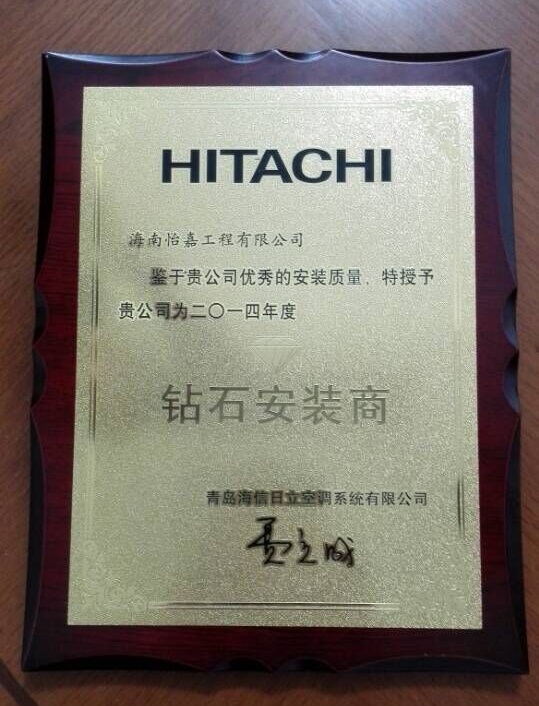 HITACHI
海南怡嘉工程有限公司
鉴于贵公司优秀的安装质量，特授予
贵公司为二〇一四年度
钻石安装商
青岛海信日立空调系统有限公司